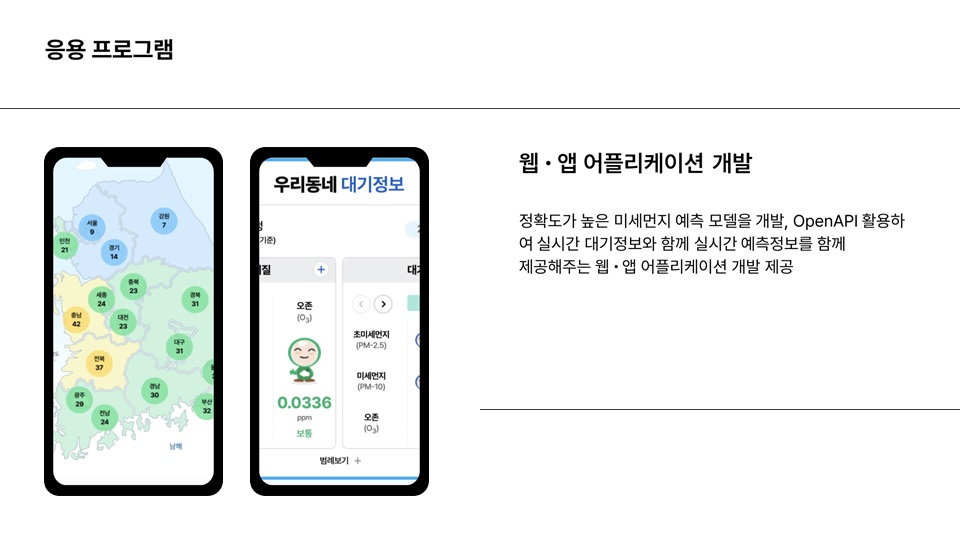 응용 프로그램
서울
9
강원
7
인천
21
경기
14
충북
23
세종
24
경북
31
충남
42
대전
23
대구
31
전북
37
경남
30
광주
29
부산
32
전남
24
남해
우리동네 대기정보
기준)
질
오존
(O3)
0.0336
ppm
보통
대기
초미세먼지
(PM-2.5)
미세먼지
(PM-10)
오존
(O3)
범례보기 +
웹 • 앱 어플리케이션 개발
정확도가 높은 미세먼지 예측 모델을 개발, OpenAPI 활용하
여 실시간 대기정보와 함께 실시간 예측정보를 함께
제공해주는 웹 • 앱 어플리케이션 개발 제공